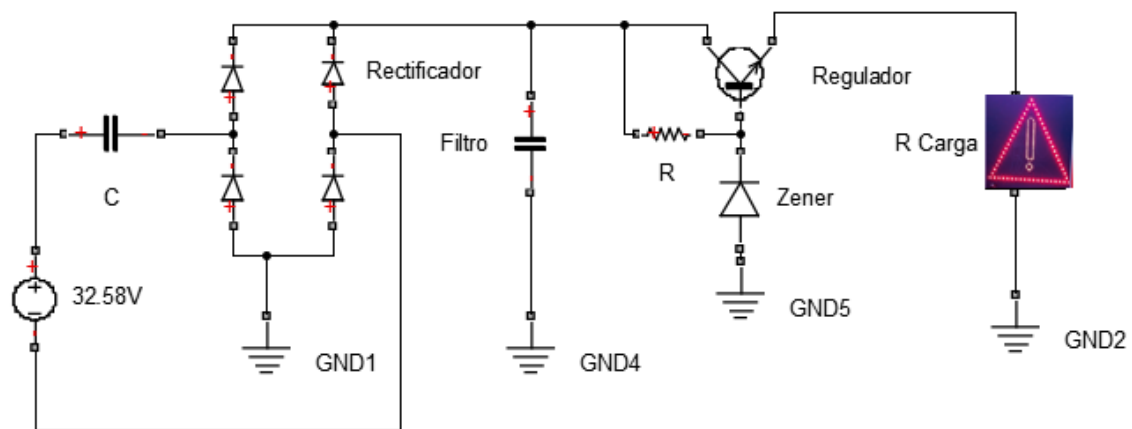 Rectificador
Regulador
Filtro
R Carga
C
R
Zener
32.58V
GND5
GND1
GND4
GND2